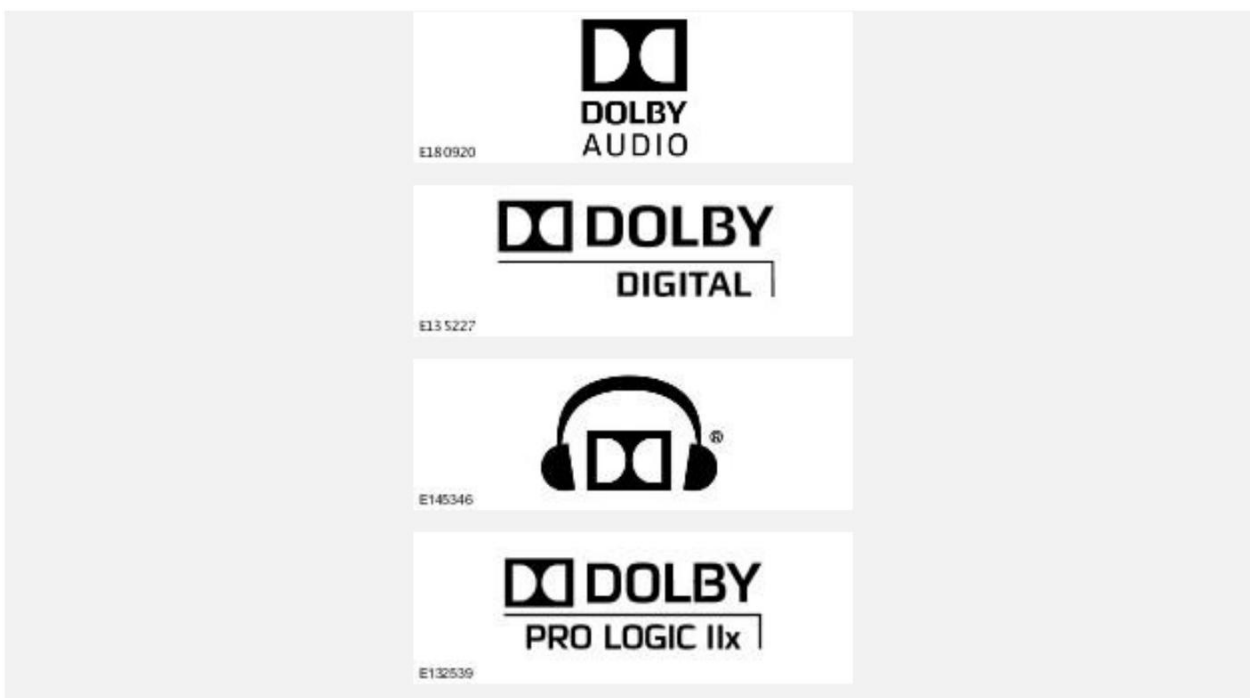 DOLBY
AUDIO
E180920
DOLBY
DIGITAL
E135227
®
E145346
DOLBY
PRO LOGIC IIx
E132539